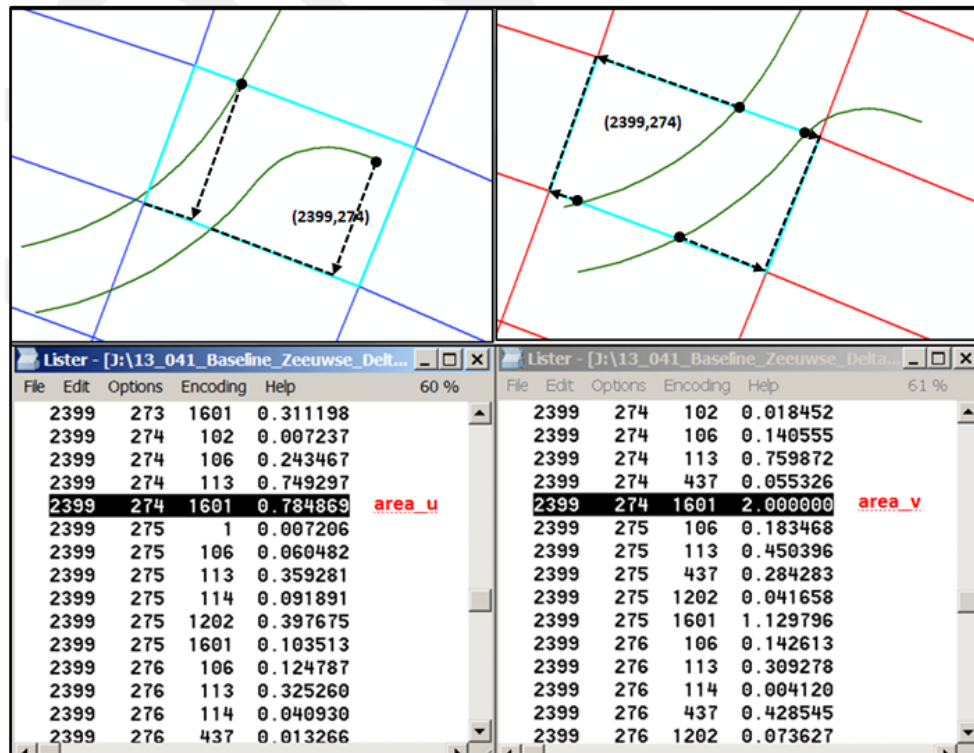 (2399,274)
(2399,274)
Lister - [J:\13_041_Baseline_Zeeuwse_Delt...
File Edit Options Encoding Help 60 %
2399 273 1601 0.311198
2399 274 102 0.007237
2399 274 106 0.243467
2399 274 113 0.749297
2399 274 1601 0.784869 area_u
2399 275 1 0.007206
2399 275 106 0.060482
2399 275 113 0.359281
2399 275 114 0.091891
2399 275 1202 0.397675
2399 275 1601 0.103513
2399 276 106 0.124787
2399 276 113 0.325260
2399 276 114 0.040930
2399 276 437 0.013266
Lister - [J:\13_041_Baseline_Zeeuwse_Delta...
File Edit Options Encoding Help 61 %
2399 274 102 0.018452
2399 274 106 0.140555
2399 274 113 0.759872
2399 274 437 0.055326
2399 274 1601 2.000000 area_v
2399 275 106 0.183468
2399 275 113 0.450396
2399 275 437 0.284283
2399 275 1202 0.041658
2399 275 1601 1.129796
2399 276 106 0.142613
2399 276 113 0.309278
2399 276 114 0.004120
2399 276 437 0.428545
2399 276 1202 0.073627